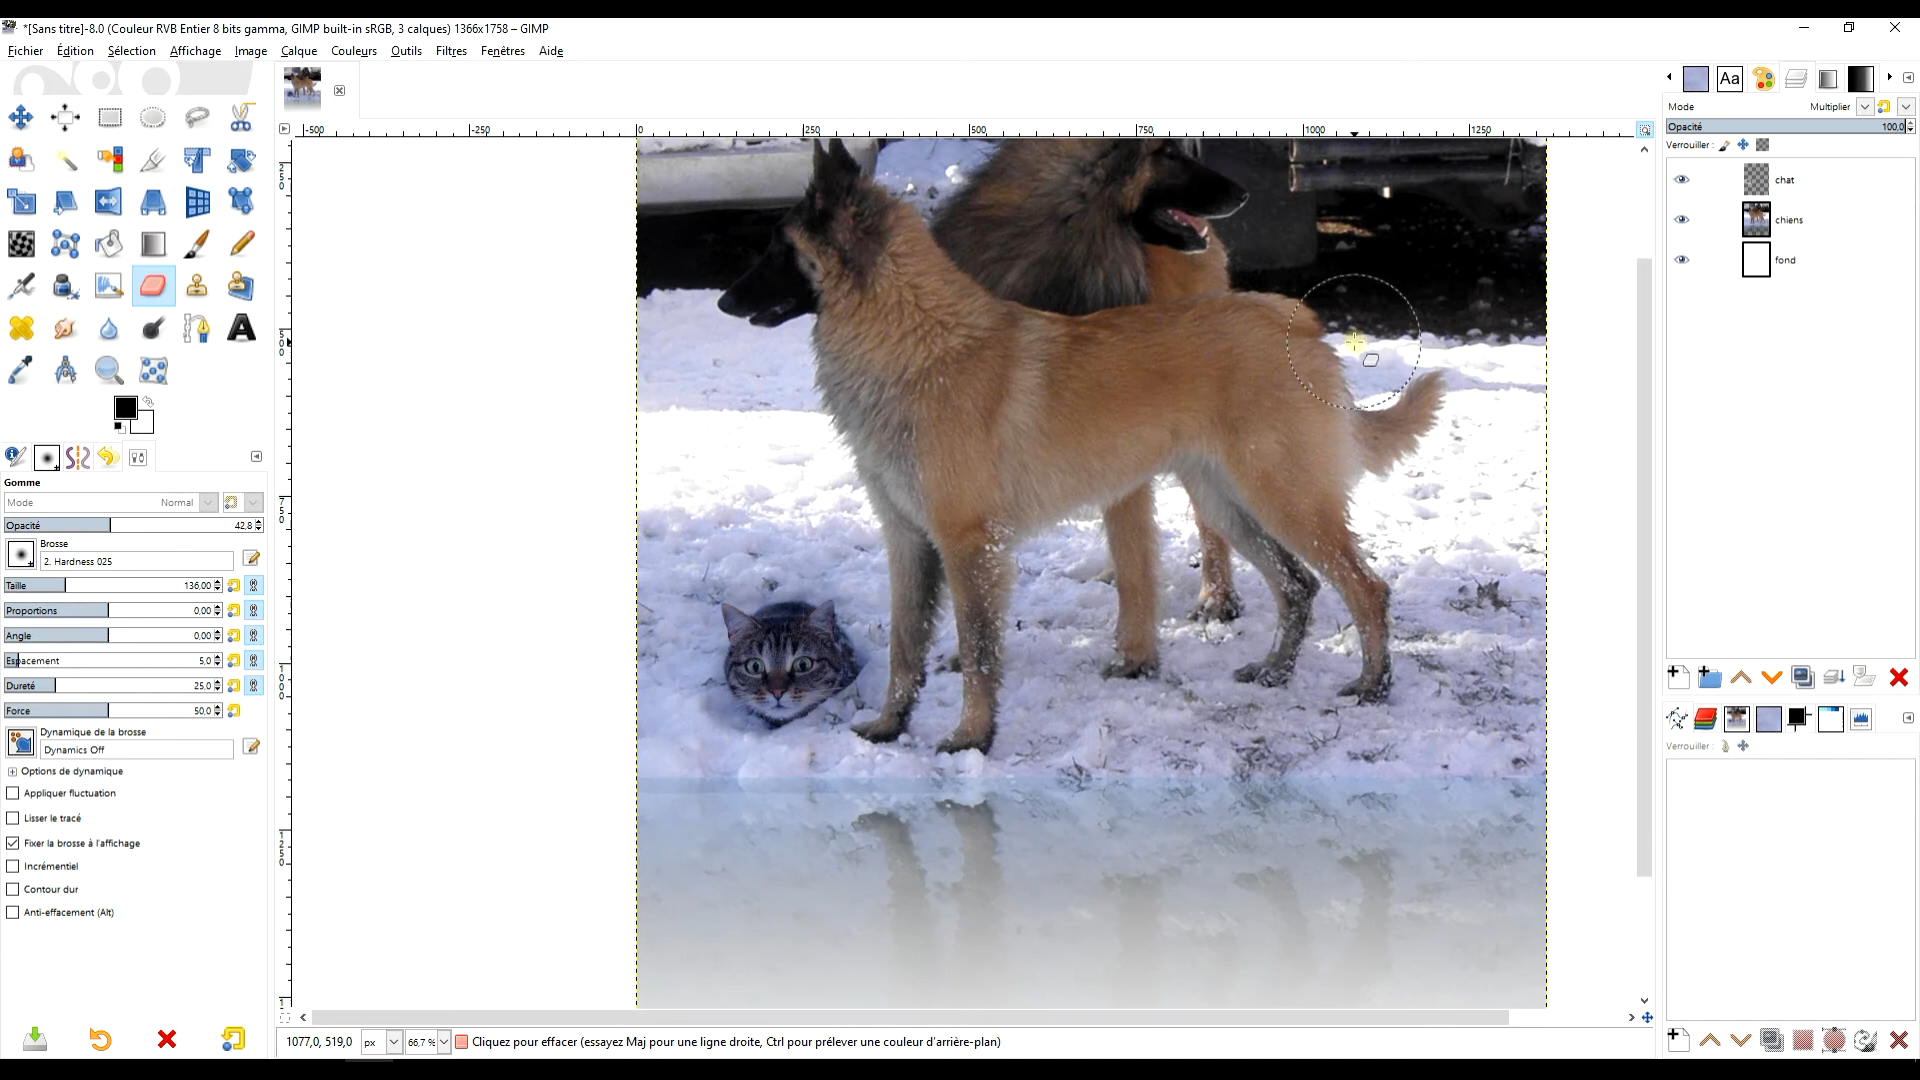 *[Sans titre]-8.0 (Couleur RVB Entier 8 bits gamma, GIMP built-in sRGB, 3 calques) 1366x1758 – GIMP
Fichier Édition Sélection Affichage Image Calque Couleurs Outils Filtres Fenêtres Aide
-500 -250 0 250 500 750 1000 1250
Aa
Mode Multiplier
Opacité 100,0
Verrouiller :
chat
chiens
fond
250
500
750
1000
1250
Gomme
Mode Normal
Opacité 42,8
Brosse
2. Hardness 025
Taille 136,00
Proportions 0,00
Angle 0,00
Espacement 5,0
Dureté 25,0
Force 50,0
Dynamique de la brosse
Dynamics Off
Options de dynamique
Appliquer fluctuation
Lisser le tracé
Fixer la brosse à l'affichage
Incrémentiel
Contour dur
Anti-effacement (Alt)
Verrouiller :
1077,0, 519,0 px 66,7 % Cliquez pour effacer (essayez Maj pour une ligne droite, Ctrl pour prélever une couleur d'arrière-plan)